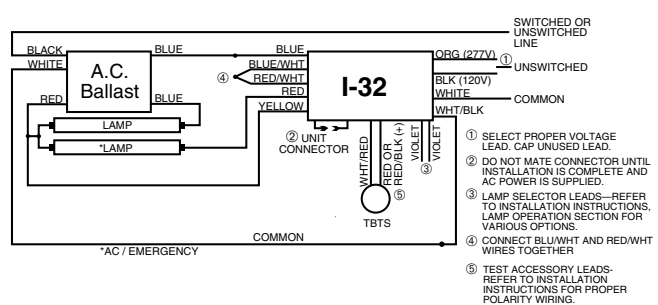 SWITCHED OR
UNSWITCHED
LINE
BLACK
BLUE
BLUE
ORG (277V)
①
UNSWITCHED
WHITE
BLUE/WHT
A.C.
Ballast
④
I-32
RED/WHT
BLK (120V)
RED
BLUE
RED
WHITE
COMMON
YELLOW
WHT/BLK
LAMP
② UNIT
CONNECTOR
*LAMP
WHT/RED
RED OR
RED/BLK (+)
VIOLET
VIOLET
③
⑤
TBTS
COMMON
*AC / EMERGENCY
① SELECT PROPER VOLTAGE
LEAD. CAP UNUSED LEAD.
② DO NOT MATE CONNECTOR UNTIL
INSTALLATION IS COMPLETE AND
AC POWER IS SUPPLIED.
③ LAMP SELECTOR LEADS—REFER
TO INSTALLATION INSTRUCTIONS,
LAMP OPERATION SECTION FOR
VARIOUS OPTIONS.
④ CONNECT BLU/WHT AND RED/WHT
WIRES TOGETHER
⑤ TEST ACCESSORY LEADS-
REFER TO INSTALLATION
INSTRUCTIONS FOR PROPER
POLARITY WIRING.